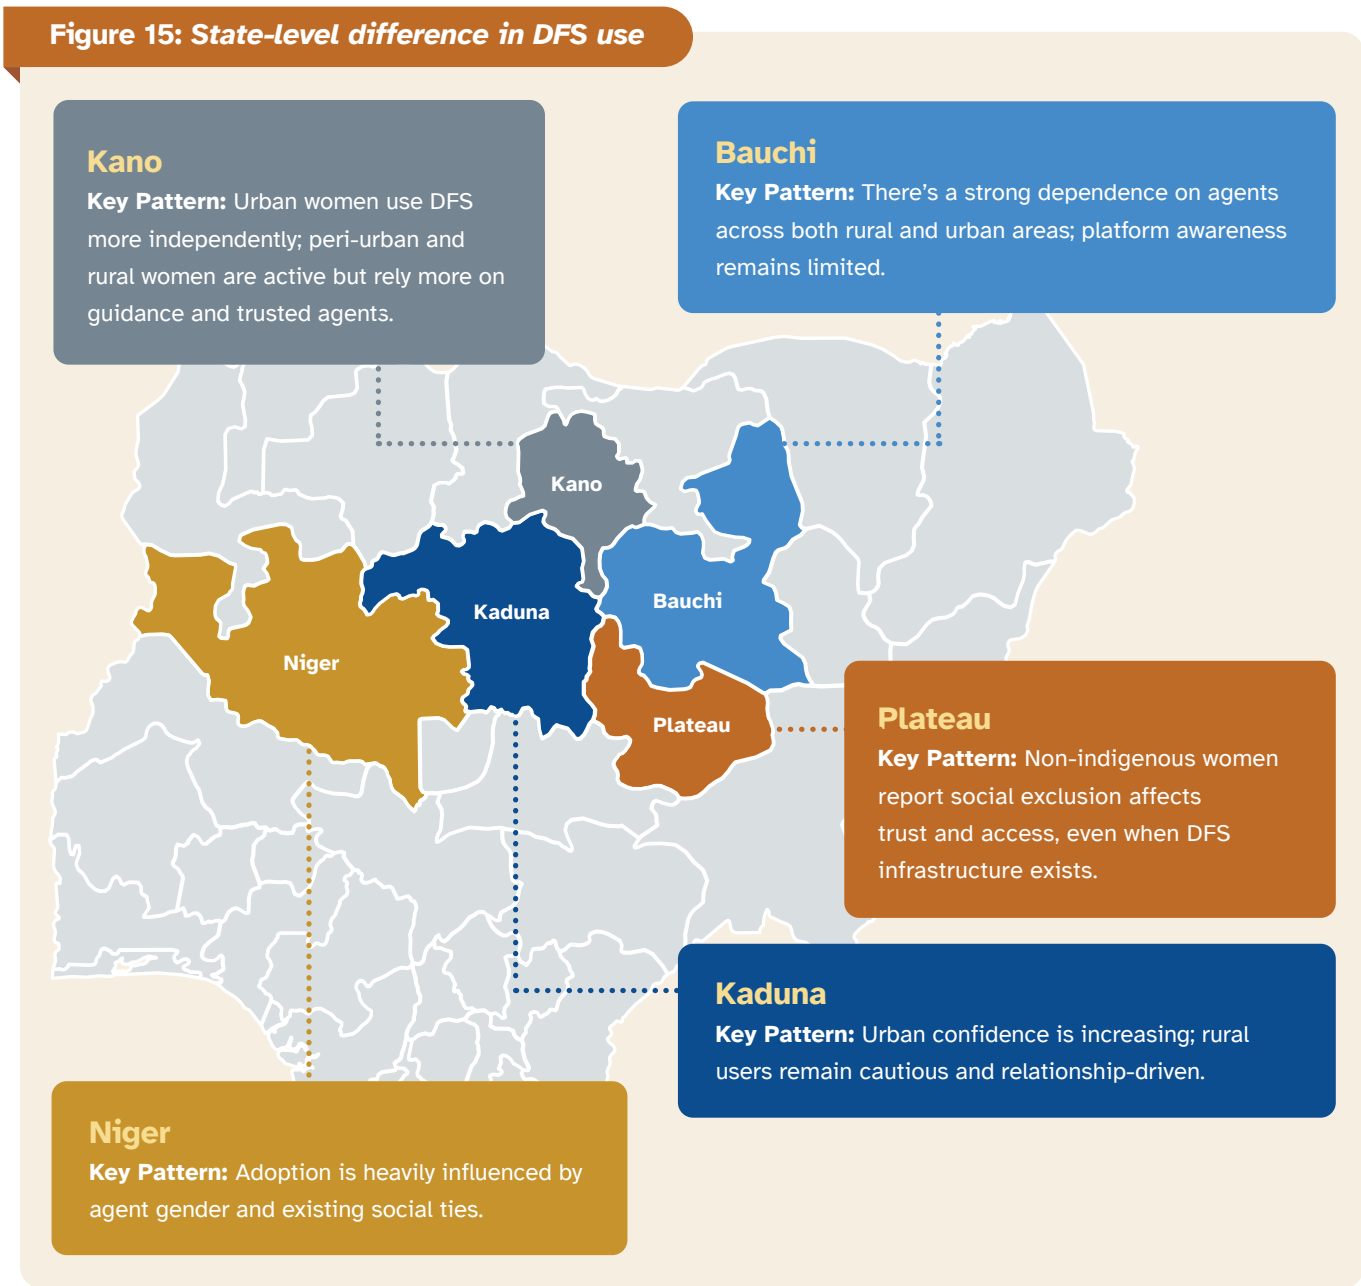 Figure 15: State-level difference in DFS use
Kano
Key Pattern: Urban women use DFS
more independently; peri-urban and
rural women are active but rely more on
guidance and trusted agents.
Bauchi
Key Pattern: There's a strong dependence on agents
across both rural and urban areas; platform awareness
remains limited.
Kano
Kaduna
Bauchi
Niger
Plateau
Plateau
Key Pattern: Non-indigenous women
report social exclusion affects
trust and access, even when DFS
infrastructure exists.
Kaduna
Key Pattern: Urban confidence is increasing; rural
users remain cautious and relationship-driven.
Niger
Key Pattern: Adoption is heavily influenced by
agent gender and existing social ties.